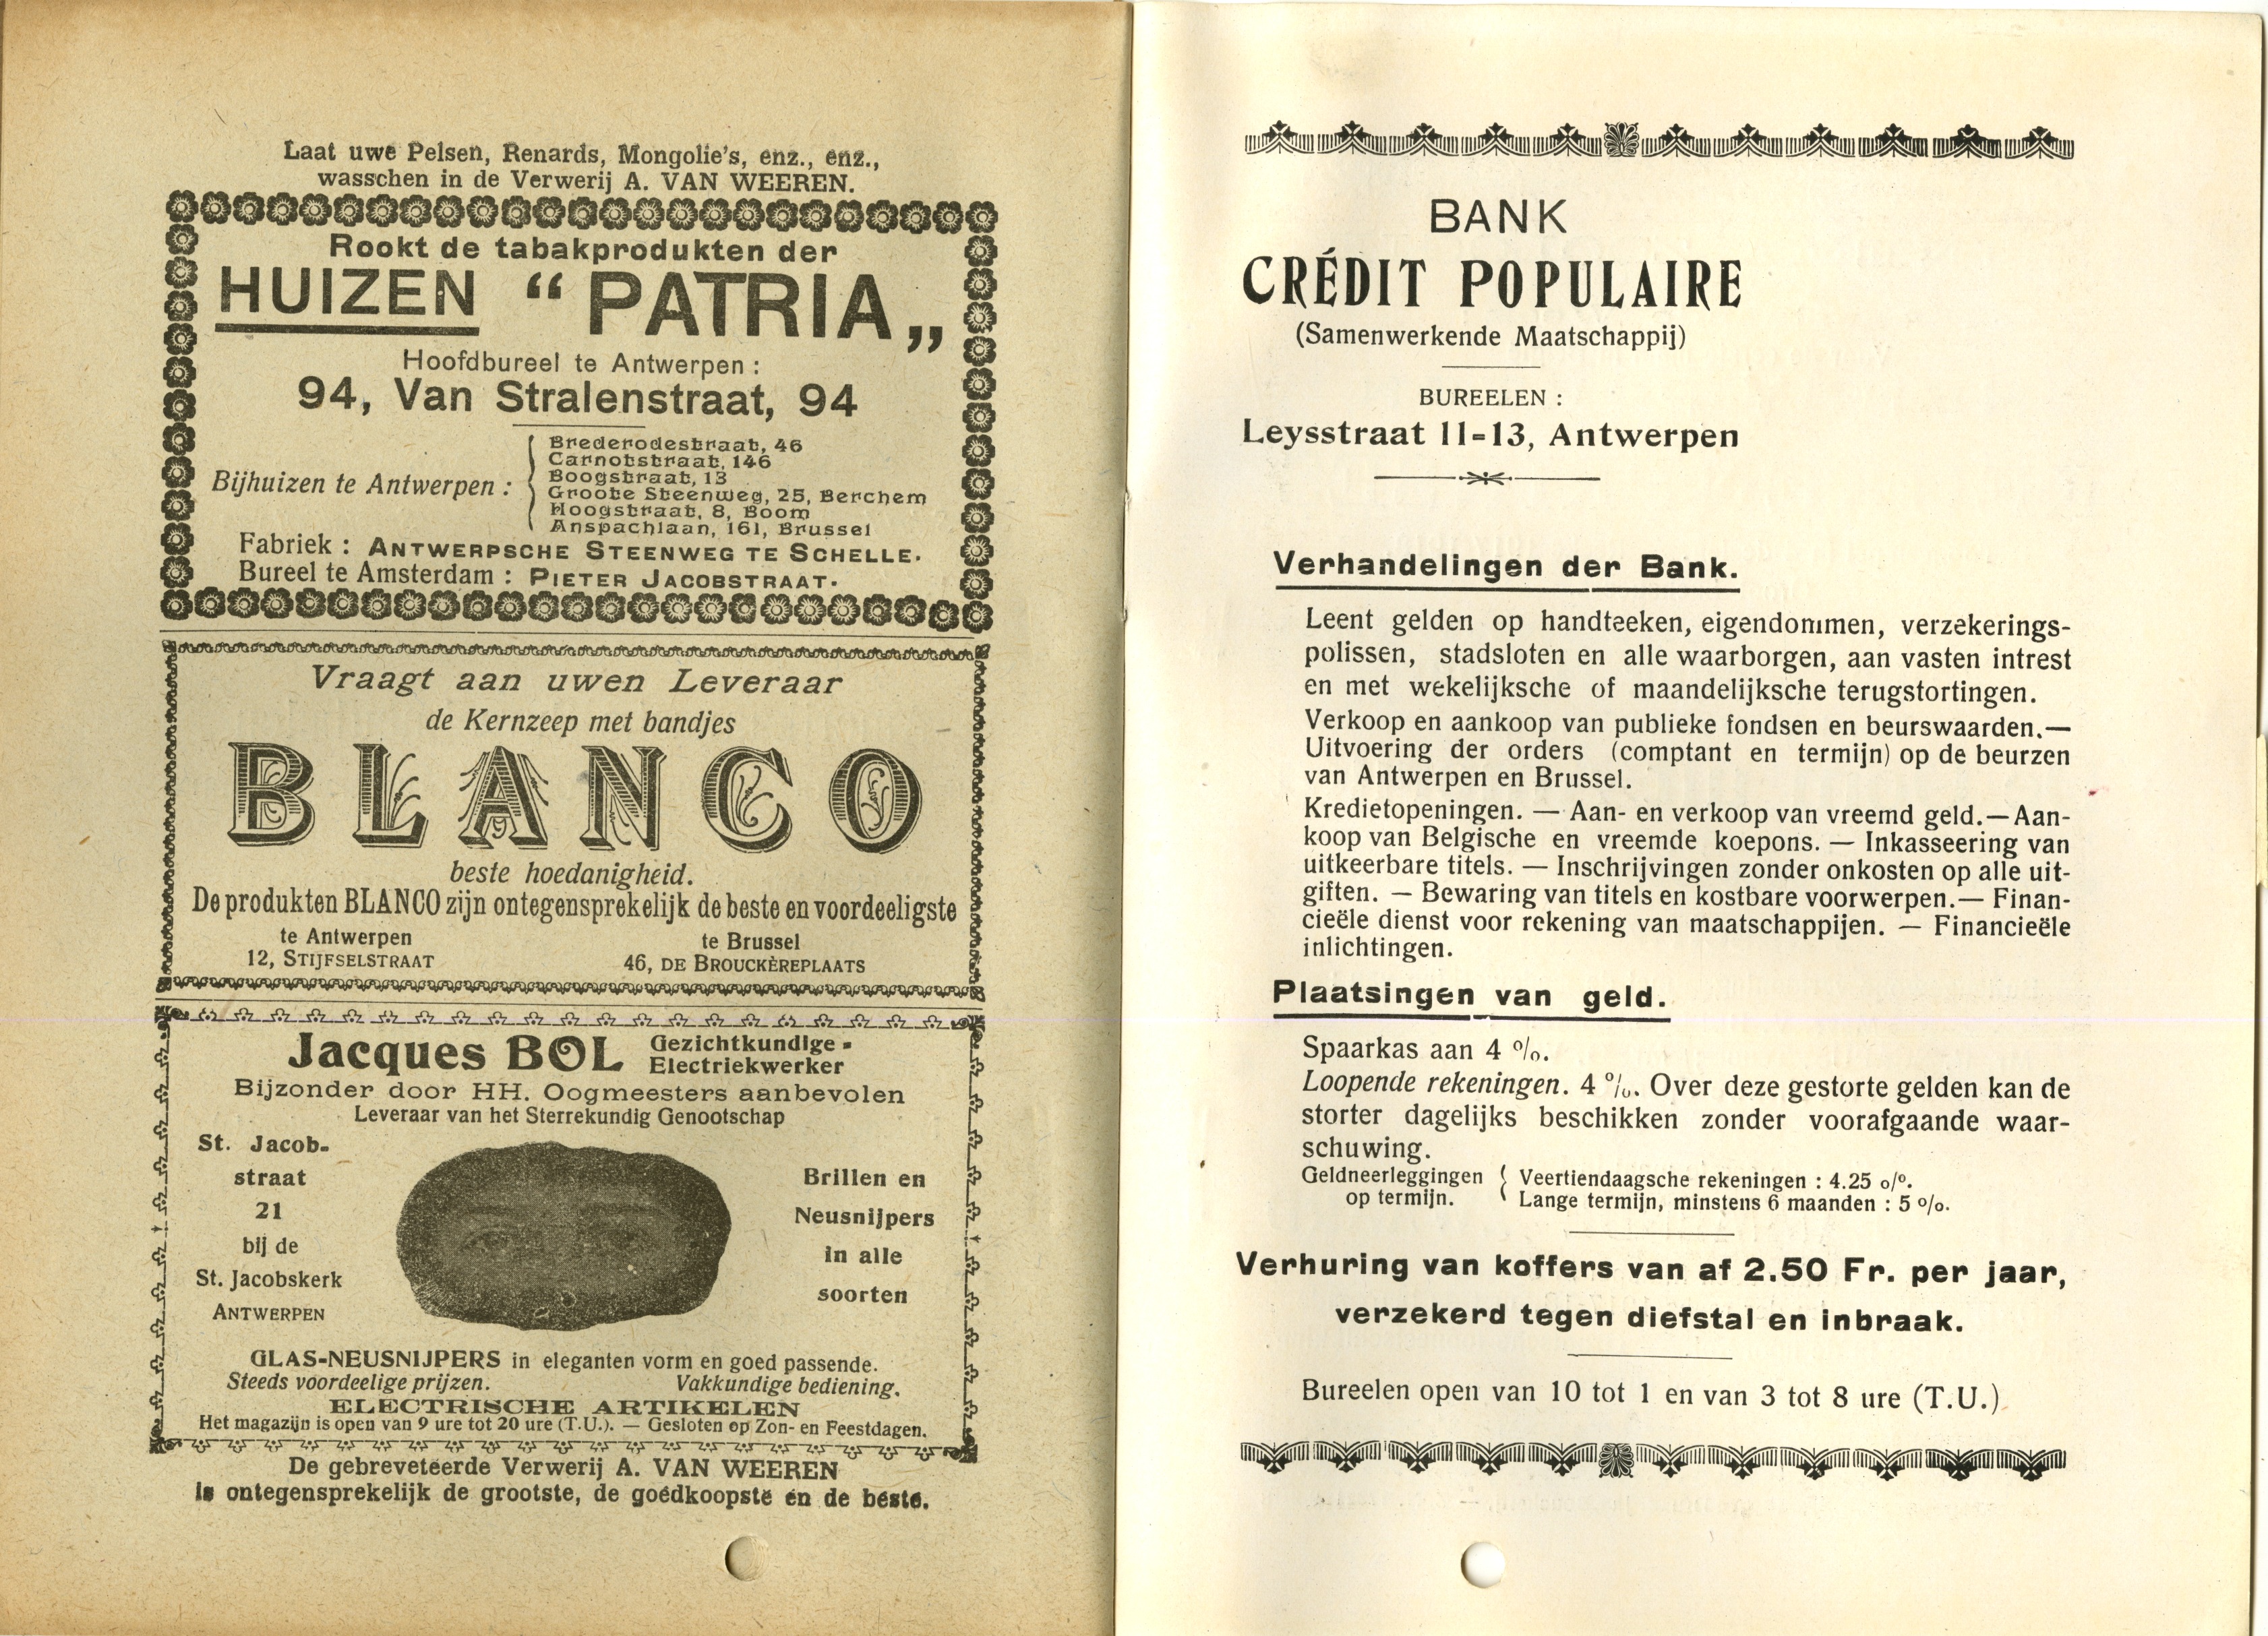 Laat uwe Pelsen, Renards, Mongolie's, enz., enz.,
wasschen in de Verwerij A. VAN WEEREN.
Rookt de tabakprodukten der
HUIZEN “ PATRIA „
Hoofdbureel te Antwerpen :
94, Van Stralenstraat, 94
Bijhuizen te Antwerpen :
Brederodestraat, 46
Carnotstraat, 146
Boogstraat, 13
Groote Steenweg, 25, Berchem
Hoogstraat, 8, Boom
Anspachlaan, 161, Brussel
Fabriek : ANTWERPSCHE STEENWEG TE SCHELLE.
Bureel te Amsterdam : PIETER JACOBSTRAAT.
Vraagt aan uwen Leveraar
de Kernzeep met bandjes
BLANCO
beste hoedanigheid.
De produkten BLANCO zijn ontegensprekelijk de beste en voordeeligste
te Antwerpen
12, STIJFSELSTRAAT
te Brussel
46, DE BROUCKÈREPLAATS
Jacques BOL
Gezichtkundige -
Electriekwerker
Bijzonder door HH. Oogmeesters aanbevolen
Leveraar van het Sterrekundig Genootschap
St. Jacob-
straat
21
bij de
St. Jacobskerk
ANTWERPEN
Brillen en
Neusnijpers
in alle
soorten
GLAS-NEUSNIJPERS in eleganten vorm en goed passende.
Steeds voordeelige prijzen. Vakkundige bediening.
ELECTRISCHE ARTIKELEN
Het magazijn is open van 9 ure tot 20 ure (T.U.). — Gesloten op Zon- en Feestdagen.
De gebreveteerde Verwerij A. VAN WEEREN
is ontegensprekelijk de grootste, de goedkoopste en de beste.
BANK
CRÉDIT POPULAIRE
(Samenwerkende Maatschappij)
BUREELEN :
Leysstraat 11-13, Antwerpen
Verhandelingen der Bank.
Leent gelden op handteeken, eigendommen, verzekerings-
polissen, stadsloten en alle waarborgen, aan vasten intrest
en met wekelijksche of maandelijksche terugstortingen.
Verkoop en aankoop van publieke fondsen en beurswaarden.—
Uitvoering der orders (comptant en termijn) op de beurzen
van Antwerpen en Brussel.
Kredietopeningen. — Aan- en verkoop van vreemd geld.—Aan-
koop van Belgische en vreemde koepons. — Inkasseering van
uitkeerbare titels. — Inschrijvingen zonder onkosten op alle uit-
giften. — Bewaring van titels en kostbare voorwerpen.— Finan-
cieële dienst voor rekening van maatschappijen. — Financieële
inlichtingen.
Plaatsingen van geld.
Spaarkas aan 4 %.
Loopende rekeningen. 4 %. Over deze gestorte gelden kan de
storter dagelijks beschikken zonder voorafgaande waar-
schuwing.
Geldneerleggingen
op termijn.
Veertiendaagsche rekeningen : 4.25 o/o.
Lange termijn, minstens 6 maanden : 5 o/o.
Verhuring van koffers van af 2.50 Fr. per jaar,
verzekerd tegen diefstal en inbraak.
Bureelen open van 10 tot 1 en van 3 tot 8 ure (T.U.)